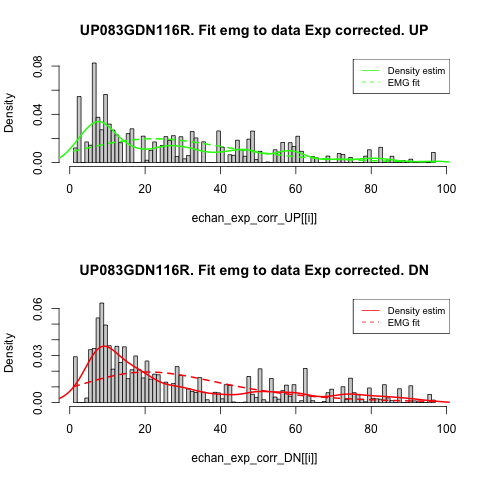 UP083GDN116R. Fit emg to data Exp corrected. UP
Density
0.00 0.04 0.08
Density estim
EMG fit
0 20 40 60 80 100
echan_exp_corr_UP[[i]]
UP083GDN116R. Fit emg to data Exp corrected. DN
Density
0.00 0.03 0.06
Density estim
EMG fit
0 20 40 60 80 100
echan_exp_corr_DN[[i]]